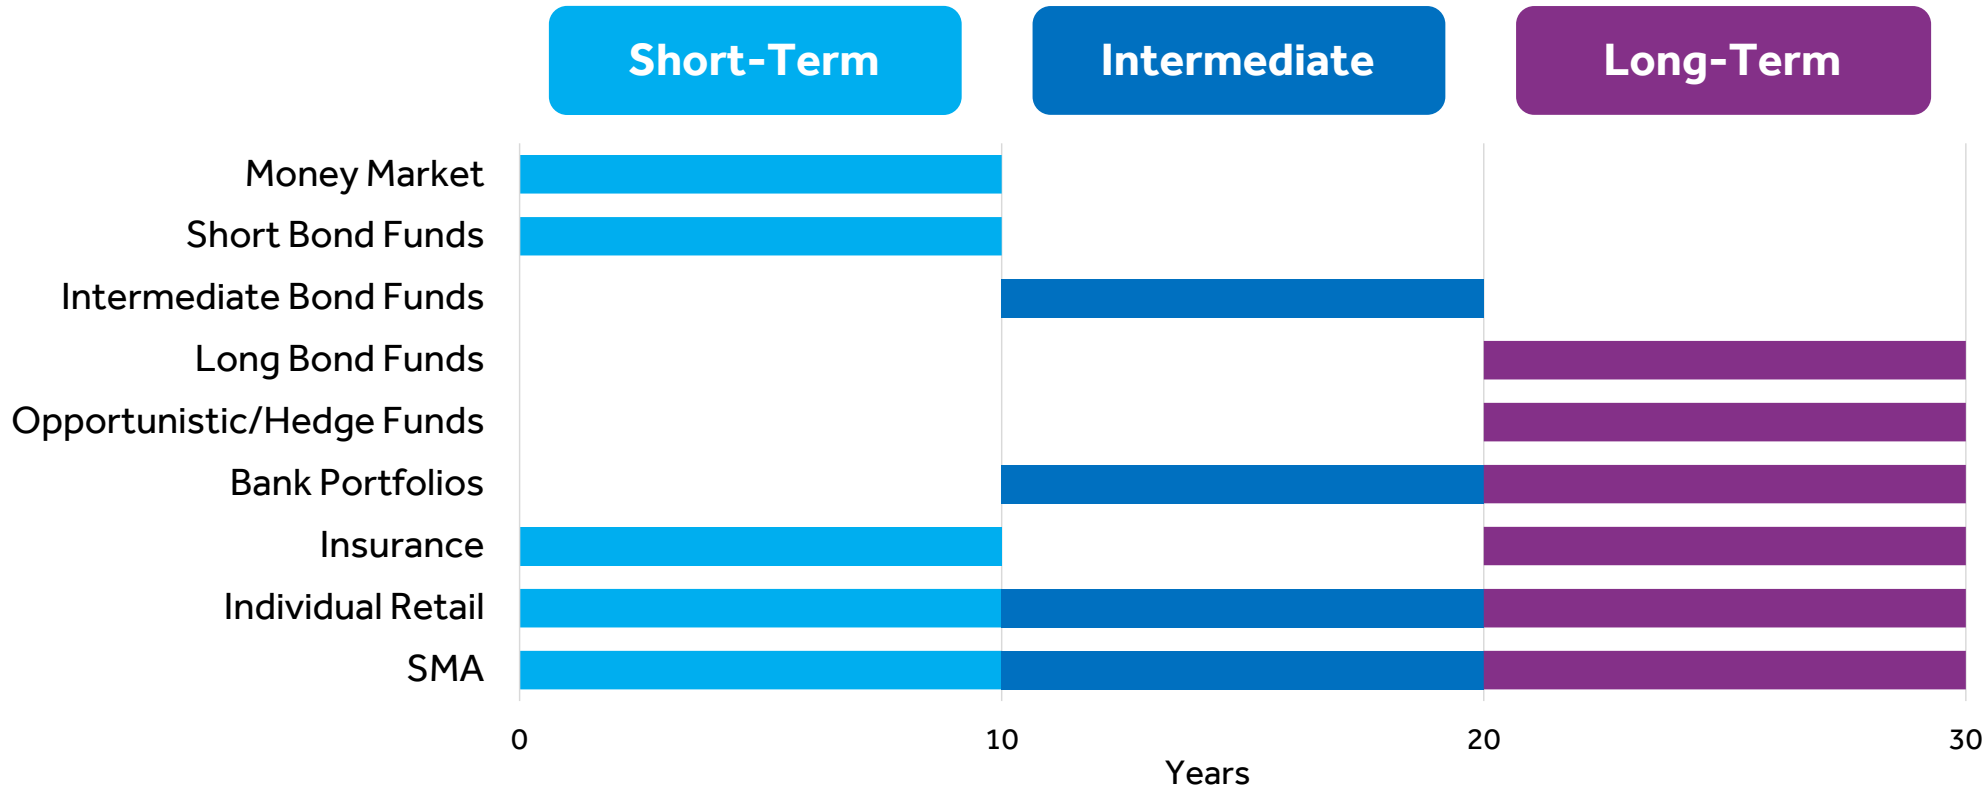 Short-Term
Intermediate
Long-Term
Money Market
Short Bond Funds
Intermediate Bond Funds
Long Bond Funds
Opportunistic/Hedge Funds
Bank Portfolios
Insurance
Individual Retail
SMA
0
10
20
30
Years